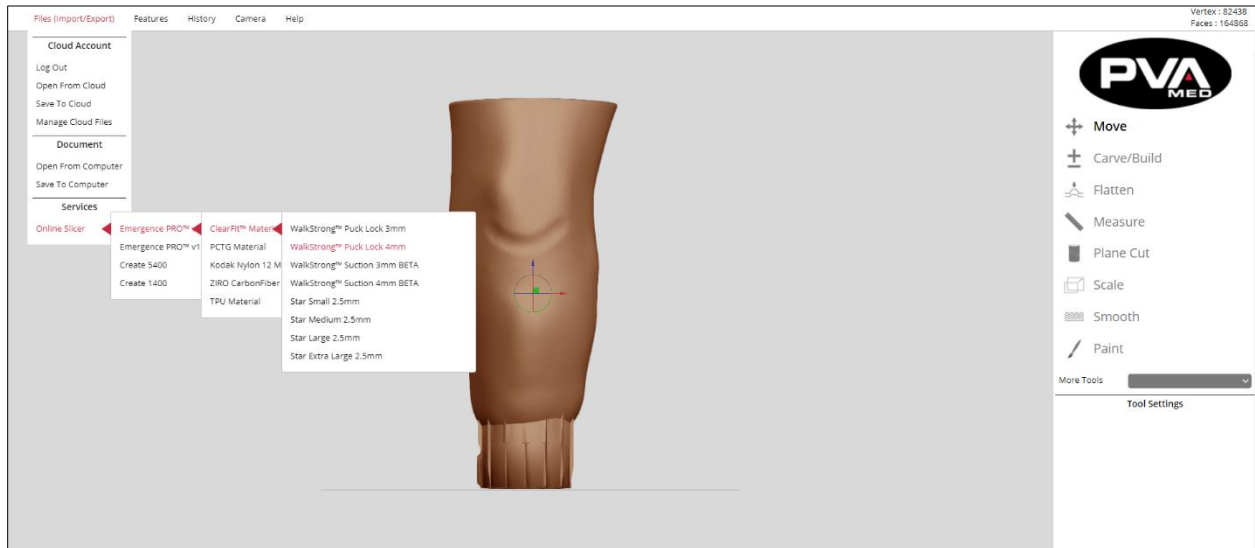 Files (Import/Export) Features History Camera Help
Vertex : 82438
Faces : 164868
Cloud Account
Log Out
Open From Cloud
Save To Cloud
Manage Cloud Files
Document
Open From Computer
Save To Computer
Services
Online Slicer
Emergence PRO™
Emergence PRO™ v1
Create 5400
Create 1400
ClearFit™ Materi
PCTG Material
Kodak Nylon 12 M
ZIRO CarbonFiber
TPU Material
WalkStrong™ Puck Lock 3mm
WalkStrong™ Puck Lock 4mm
WalkStrong™ Suction 3mm BETA
WalkStrong™ Suction 4mm BETA
Star Small 2.5mm
Star Medium 2.5mm
Star Large 2.5mm
Star Extra Large 2.5mm
PVA
MED
Move
Carve/Build
Flatten
Measure
Plane Cut
Scale
Smooth
Paint
More Tools
Tool Settings